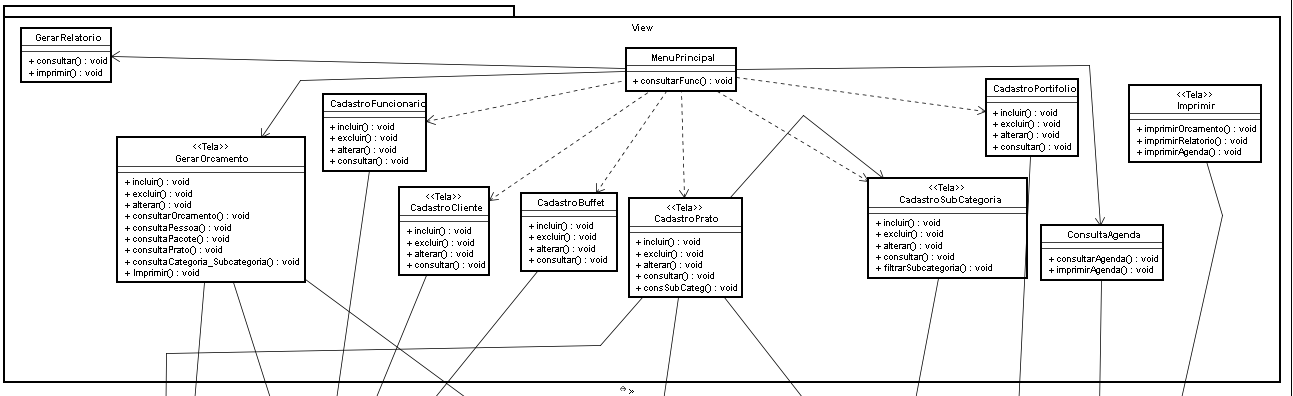 View
GerarRelatorio
+ consultar() : void
+ imprimir() : void
MenuPrincipal
+ consultarFunc() : void
CadastroFuncionario
+ incluir() : void
+ excluir() : void
+ alterar() : void
+ consultar() : void
CadastroPortifolio
+ incluir() : void
+ excluir() : void
+ alterar() : void
+ consultar() : void
<<Tela>>
Imprimir
+ imprimirOrcamento() : void
+ imprimirRelatorio() : void
+ imprimirAgenda() : void
<<Tela>>
GerarOrcamento
+ incluir() : void
+ excluir() : void
+ alterar() : void
+ consultarOrcamento() : void
+ consultaPessoa() : void
+ consultaPacote() : void
+ consultaPrato() : void
+ consultaCategoria_Subcategoria() : void
+ Imprimir() : void
<<Tela>>
CadastroCliente
+ incluir() : void
+ excluir() : void
+ alterar() : void
+ consultar() : void
CadastroBuffet
+ incluir() : void
+ excluir() : void
+ alterar() : void
+ consultar() : void
<<Tela>>
CadastroPrato
+ incluir() : void
+ excluir() : void
+ alterar() : void
+ consultar() : void
+ consSubCateg() : void
<<Tela>>
CadastroSubCategoria
+ incluir() : void
+ excluir() : void
+ alterar() : void
+ consultar() : void
+ filtrarSubcategoria() : void
ConsultaAgenda
+ consultarAgenda() : void
+ imprimirAgenda() : void